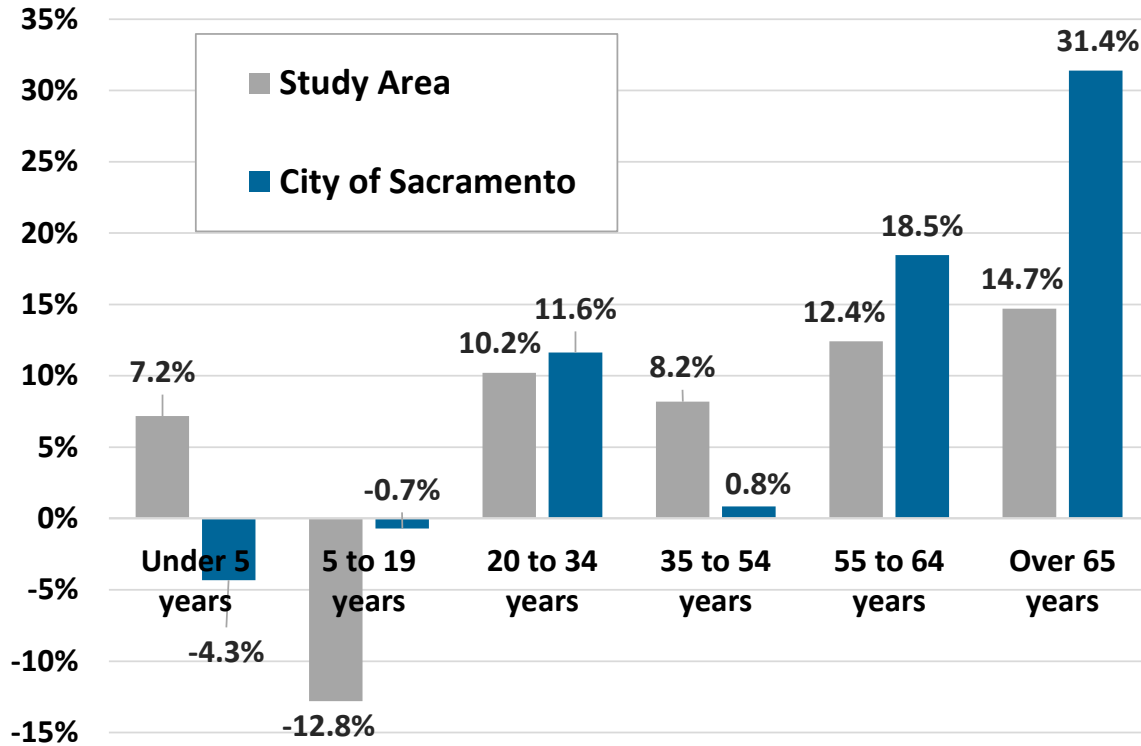 35%
30%
25%
20%
15%
10%
5%
0%
-5%
-10%
-15%
Study Area
City of Sacramento
7.2%
-4.3%
-12.8%
-0.7%
10.2%
11.6%
8.2%
0.8%
12.4%
18.5%
14.7%
31.4%
Under 5
years
5 to 19
years
20 to 34
years
35 to 54
years
55 to 64
years
Over 65
years